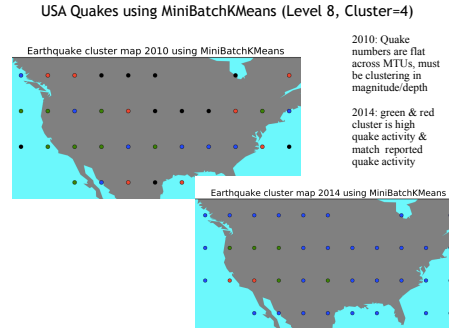 USA Quakes using MiniBatchKMeans (Level 8, Cluster=4)
Earthquake cluster map 2010 using MiniBatchKMeans
2010: Quake
numbers are flat
across MTUs, must
be clustering in
magnitude/depth
2014: green & red
cluster is high
quake activity &
match reported
quake activity
Earthquake cluster map 2014 using MiniBatchKMeans